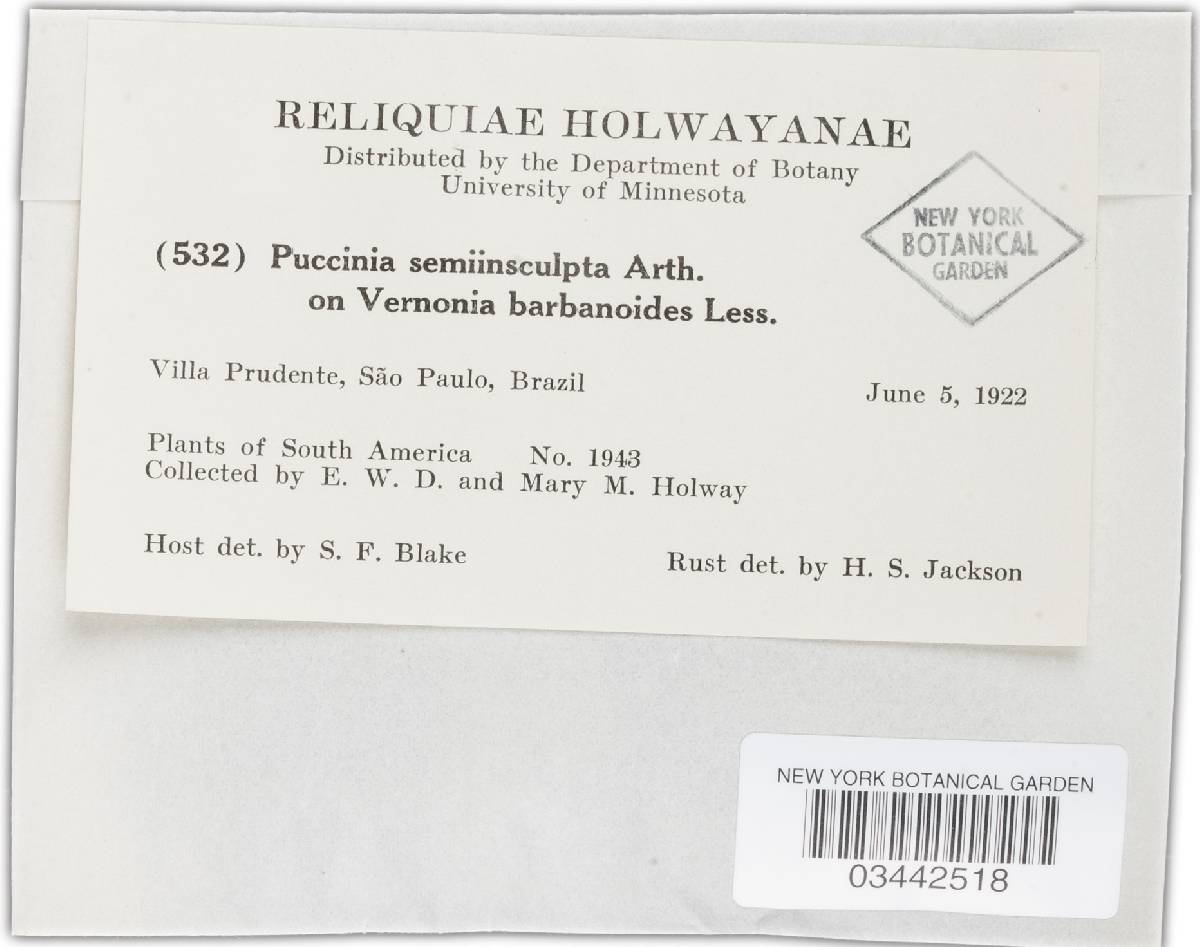 RELIQUIAE HOLWAYANAE
Distributed by the Department of Botany
University of Minnesota
NEW YORK
BOTANICAL
GARDEN
(532) Puccinia semiinsculpta Arth.
on Vernonia barbanoides Less.
Villa Prudente, São Paulo, Brazil June 5, 1922
Plants of South America No. 1943
Collected by E. W. D. and Mary M. Holway
Host det. by S. F. Blake Rust det. by H. S. Jackson
NEW YORK BOTANICAL GARDEN
03442518